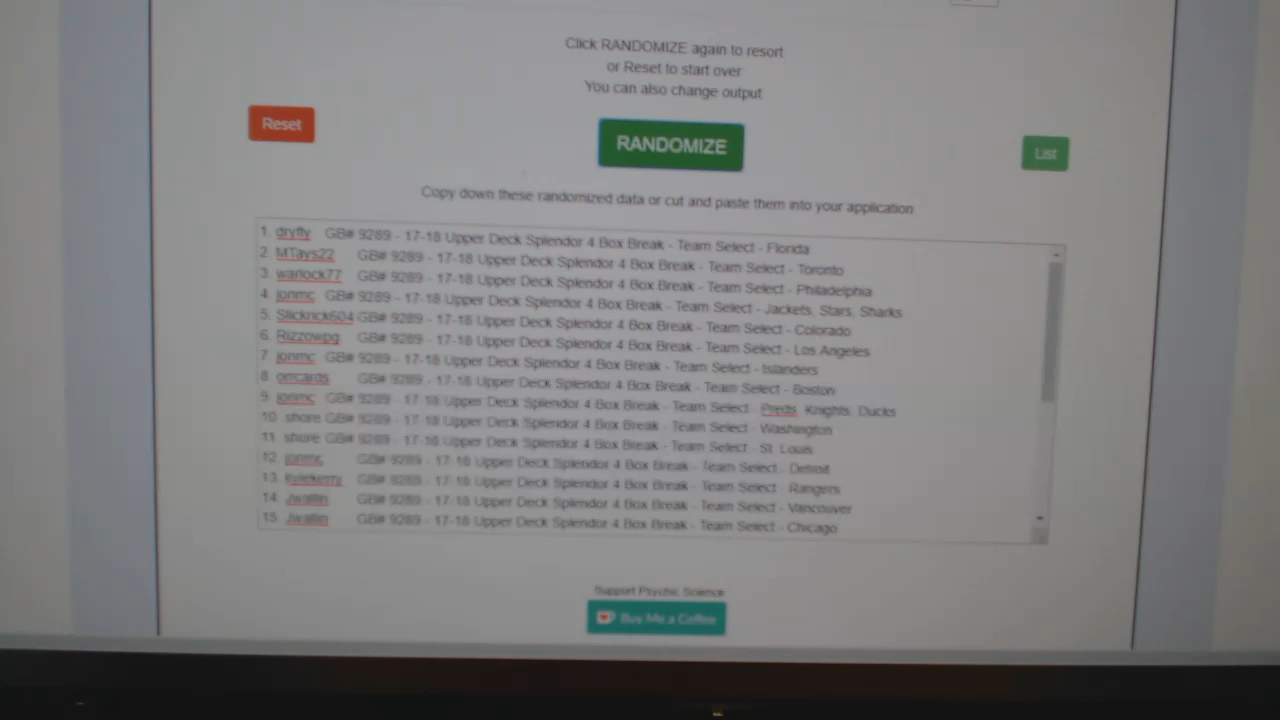 Click RANDOMIZE again to resort
or Reset to start over
You can also change output
Reset
RANDOMIZE
List
Copy down these randomized data or cut and paste them into your application
1. dryfly GB# 9289 - 17-18 Upper Deck Splendor 4 Box Break - Team Select - Florida
2. MTays22 GB# 9289 - 17-18 Upper Deck Splendor 4 Box Break - Team Select - Toronto
3. warlock77 GB# 9289 - 17-18 Upper Deck Splendor 4 Box Break - Team Select - Philadelphia
4. jonmc GB# 9289 - 17-18 Upper Deck Splendor 4 Box Break - Team Select - Jackets, Stars, Sharks
5. Slickrick604 GB# 9289 - 17-18 Upper Deck Splendor 4 Box Break - Team Select - Colorado
6. Rizzowpg GB# 9289 - 17-18 Upper Deck Splendor 4 Box Break - Team Select - Los Angeles
7. jonmc GB# 9289 - 17-18 Upper Deck Splendor 4 Box Break - Team Select - Islanders
8. orrcards GB# 9289 - 17-18 Upper Deck Splendor 4 Box Break - Team Select - Boston
9. jonmc GB# 9289 - 17-18 Upper Deck Splendor 4 Box Break - Team Select - Preds, Knights, Ducks
10. shore GB# 9289 - 17-18 Upper Deck Splendor 4 Box Break - Team Select - Washington
11. shore GB# 9289 - 17-18 Upper Deck Splendor 4 Box Break - Team Select - St. Louis
12. jonmc GB# 9289 - 17-18 Upper Deck Splendor 4 Box Break - Team Select - Detroit
13. kylekerry GB# 9289 - 17-18 Upper Deck Splendor 4 Box Break - Team Select - Rangers
14. Jwallin GB# 9289 - 17-18 Upper Deck Splendor 4 Box Break - Team Select - Vancouver
15. Jwallin GB# 9289 - 17-18 Upper Deck Splendor 4 Box Break - Team Select - Chicago
Support Psychic Science
Buy Me a Coffee